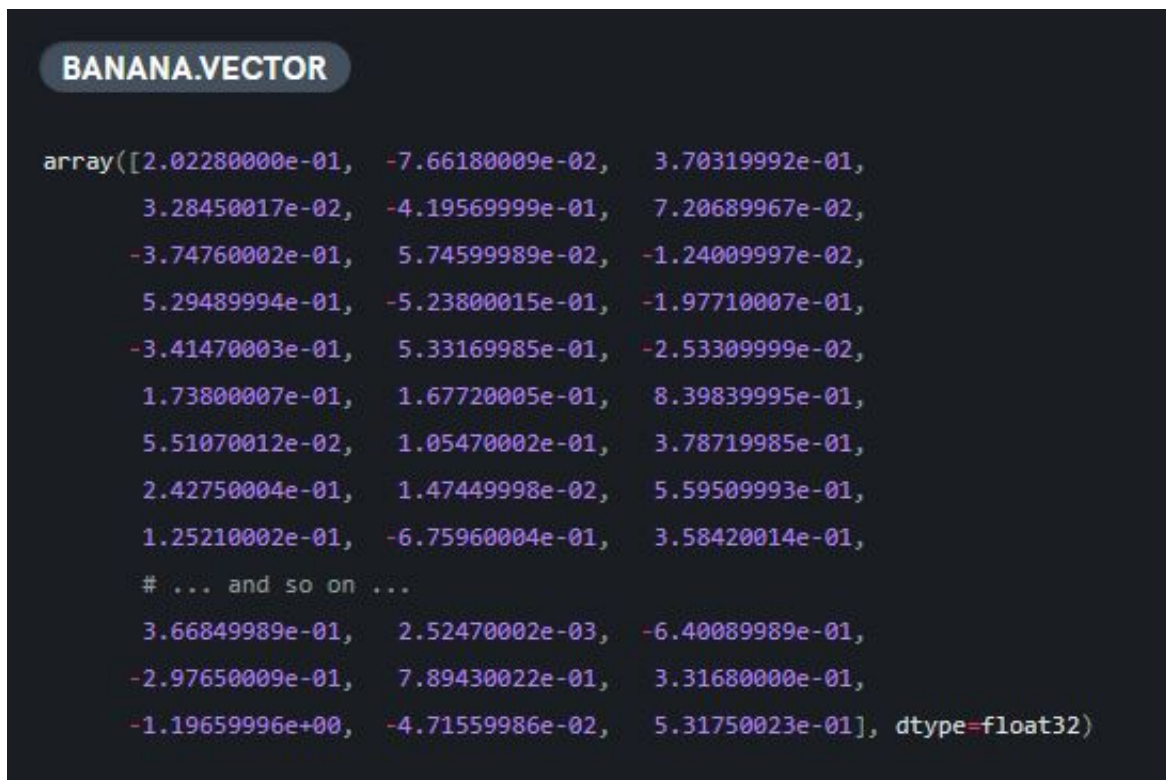 BANANA.VECTOR
array([2.02280000e-01, -7.66180009e-02, 3.70319992e-01,
3.28450017e-02, -4.19569999e-01, 7.20689967e-02,
-3.74760002e-01, 5.74599989e-02, -1.24009997e-02,
5.29489994e-01, -5.23800015e-01, -1.97710007e-01,
-3.41470003e-01, 5.33169985e-01, -2.53309999e-02,
1.73800007e-01, 1.67720005e-01, 8.39839995e-01,
5.51070012e-02, 1.05470002e-01, 3.78719985e-01,
2.42750004e-01, 1.47449998e-02, 5.59509993e-01,
1.25210002e-01, -6.75960004e-01, 3.58420014e-01,
# ... and so on ...
3.66849989e-01, 2.52470002e-03, -6.40089989e-01,
-2.97650009e-01, 7.89430022e-01, 3.31680000e-01,
-1.19659996e+00, -4.71559986e-02, 5.31750023e-01], dtype=float32)